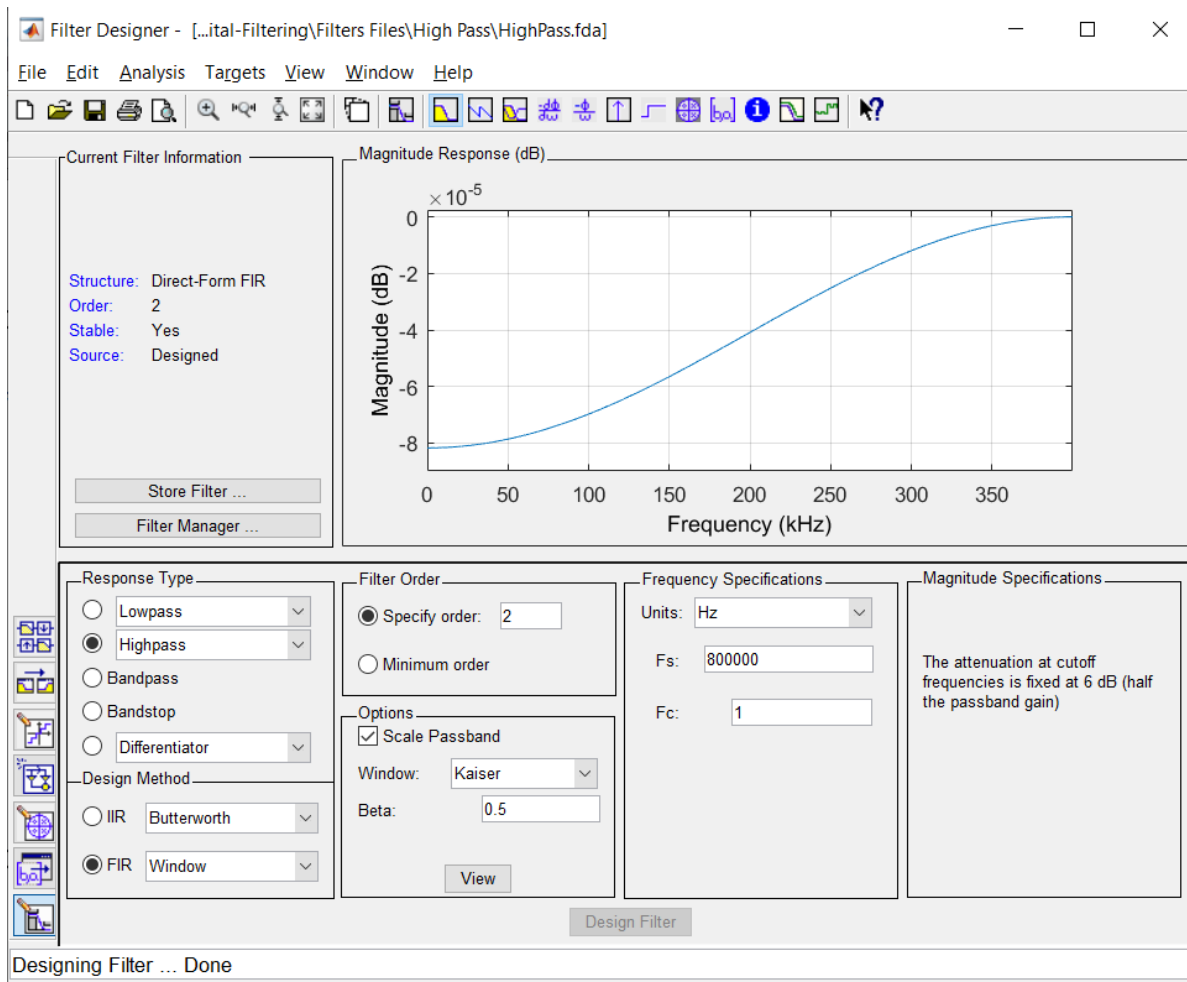 Filter Designer - [...ital-Filtering\Filters Files\High Pass\HighPass.fda]
File Edit Analysis Targets View Window Help
Current Filter Information
Structure: Direct-Form FIR
Order: 2
Stable: Yes
Source: Designed
Store Filter ...
Filter Manager ...
Magnitude Response (dB)
×10-5
0
-2
-4
-6
-8
Magnitude (dB)
0 50 100 150 200 250 300 350
Frequency (kHz)
Response Type
Lowpass
Highpass
Bandpass
Bandstop
Differentiator
Design Method
IIR Butterworth
FIR Window
Filter Order
Specify order: 2
Minimum order
Options
Scale Passband
Window: Kaiser
Beta: 0.5
View
Frequency Specifications
Units: Hz
Fs: 800000
Fc: 1
Magnitude Specifications
The attenuation at cutoff
frequencies is fixed at 6 dB (half
the passband gain)
Design Filter
Designing Filter ... Done